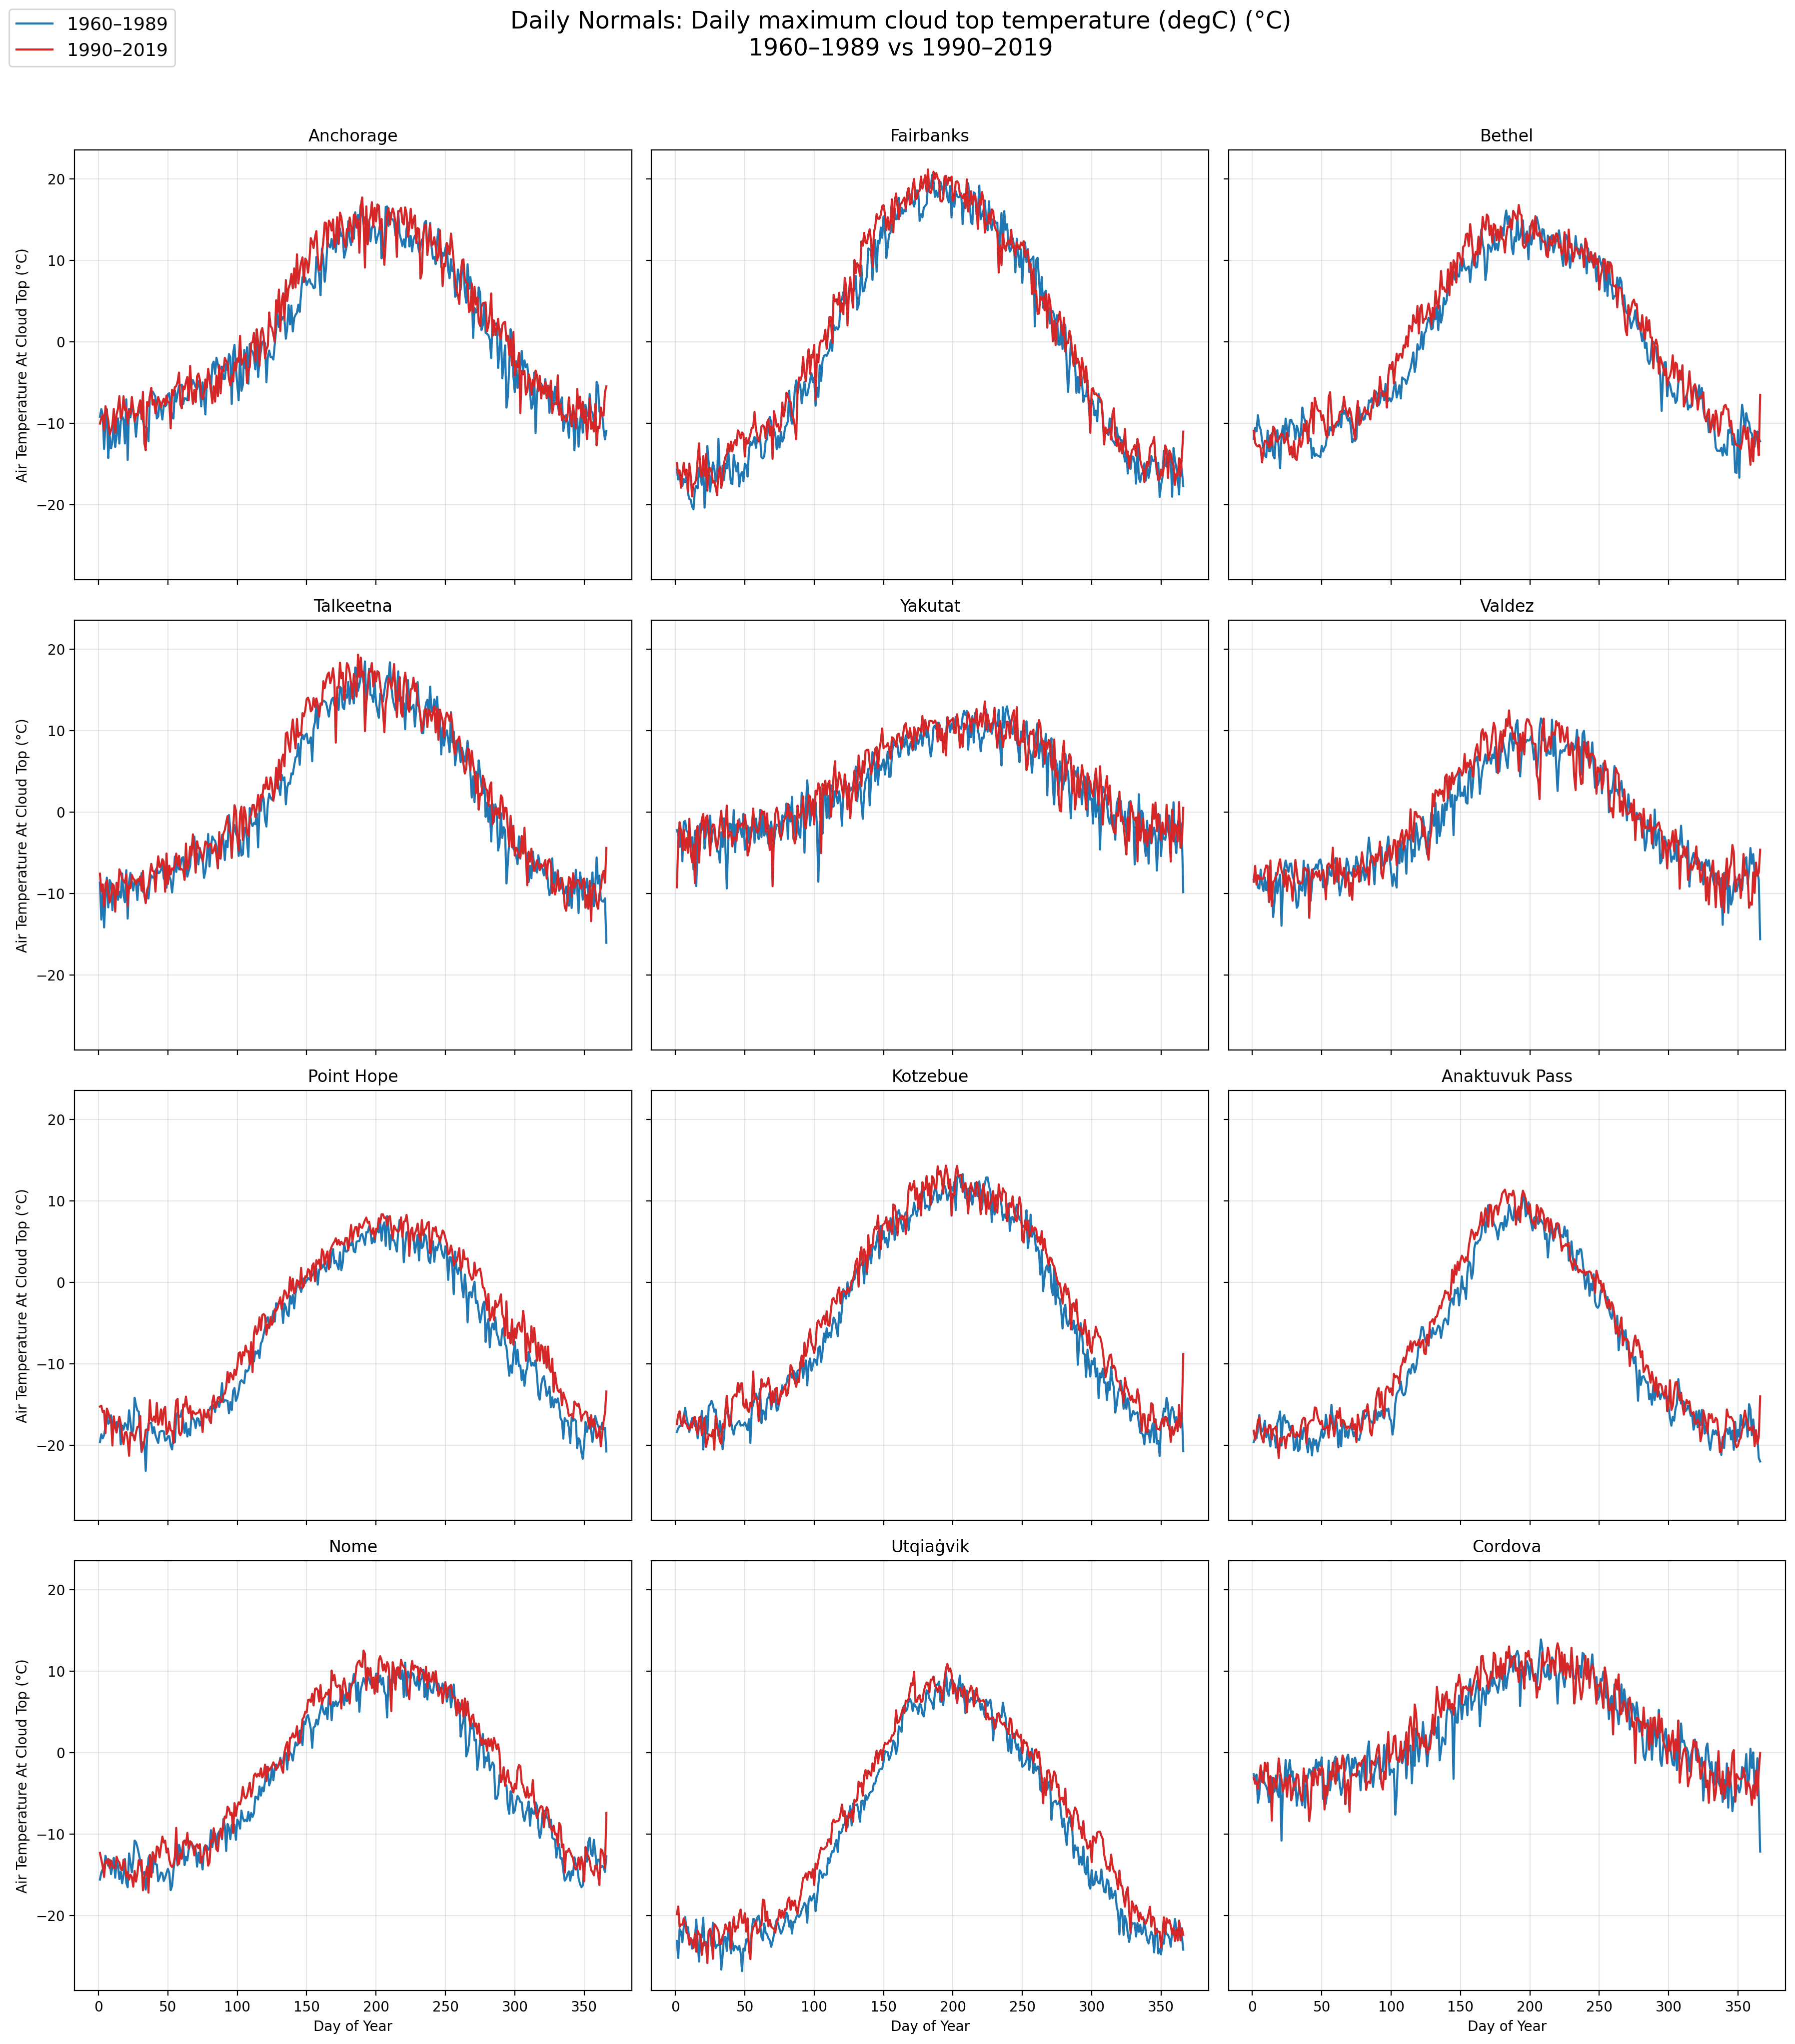 1960–1989
1990–2019
Daily Normals: Daily maximum cloud top temperature (degC) (°C)
1960–1989 vs 1990–2019
Anchorage
Fairbanks
Bethel
Air Temperature At Cloud Top (°C)
20
10
0
−10
−20
Talkeetna
Yakutat
Valdez
Air Temperature At Cloud Top (°C)
20
10
0
−10
−20
Point Hope
Kotzebue
Anaktuvuk Pass
Air Temperature At Cloud Top (°C)
20
10
0
−10
−20
Nome
Utqiaġvik
Cordova
Air Temperature At Cloud Top (°C)
20
10
0
−10
−20
0 50 100 150 200 250 300 350
0 50 100 150 200 250 300 350
0 50 100 150 200 250 300 350
Day of Year
Day of Year
Day of Year